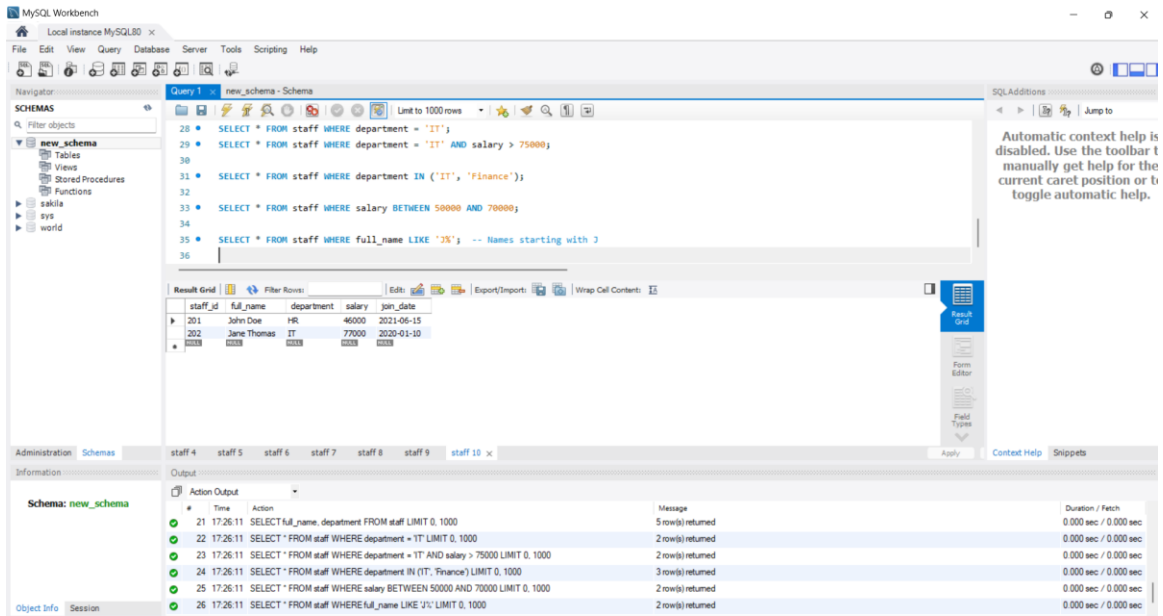 MySQL Workbench
Local instance MySQL80 ×
File Edit View Query Database Server Tools Scripting Help
Navigator
SCHEMAS
Filter objects
new_schema
Tables
Views
Stored Procedures
Functions
sakila
sys
world
Administration Schemas
Information
Schema: new_schema
Object Info Session
Query 1 × new_schema - Schema
Limit to 1000 rows
28 SELECT * FROM staff WHERE department = 'IT';
29 SELECT * FROM staff WHERE department = 'IT' AND salary > 75000;
30
31 SELECT * FROM staff WHERE department IN ('IT', 'Finance');
32
33 SELECT * FROM staff WHERE salary BETWEEN 50000 AND 70000;
34
35 SELECT * FROM staff WHERE full_name LIKE 'J%'; -- Names starting with J
36
Result Grid Filter Rows: Edit: Export/Import: Wrap Cell Content:
staff_id full_name department salary join_date
201 John Doe HR 46000 2021-06-15
202 Jane Thomas IT 77000 2020-01-10
NULL NULL NULL NULL NULL
Result Grid
Form Editor
Field Types
staff 4 staff 5 staff 6 staff 7 staff 8 staff 9 staff 10 × Apply
Output
Action Output
# Time Action Message Duration / Fetch
21 17:26:11 SELECT full_name, department FROM staff LIMIT 0, 1000 5 row(s) returned 0.000 sec / 0.000 sec
22 17:26:11 SELECT * FROM staff WHERE department = 'IT' LIMIT 0, 1000 2 row(s) returned 0.000 sec / 0.000 sec
23 17:26:11 SELECT * FROM staff WHERE department = 'IT' AND salary > 75000 LIMIT 0, 1000 2 row(s) returned 0.000 sec / 0.000 sec
24 17:26:11 SELECT * FROM staff WHERE department IN ('IT', 'Finance') LIMIT 0, 1000 3 row(s) returned 0.000 sec / 0.000 sec
25 17:26:11 SELECT * FROM staff WHERE salary BETWEEN 50000 AND 70000 LIMIT 0, 1000 2 row(s) returned 0.000 sec / 0.000 sec
26 17:26:11 SELECT * FROM staff WHERE full_name LIKE 'J%' LIMIT 0, 1000 2 row(s) returned 0.000 sec / 0.000 sec
SQLAdditions
Jump to
Automatic context help is
disabled. Use the toolbar t
manually get help for the
current caret position or to
toggle automatic help.
Context Help Snippets